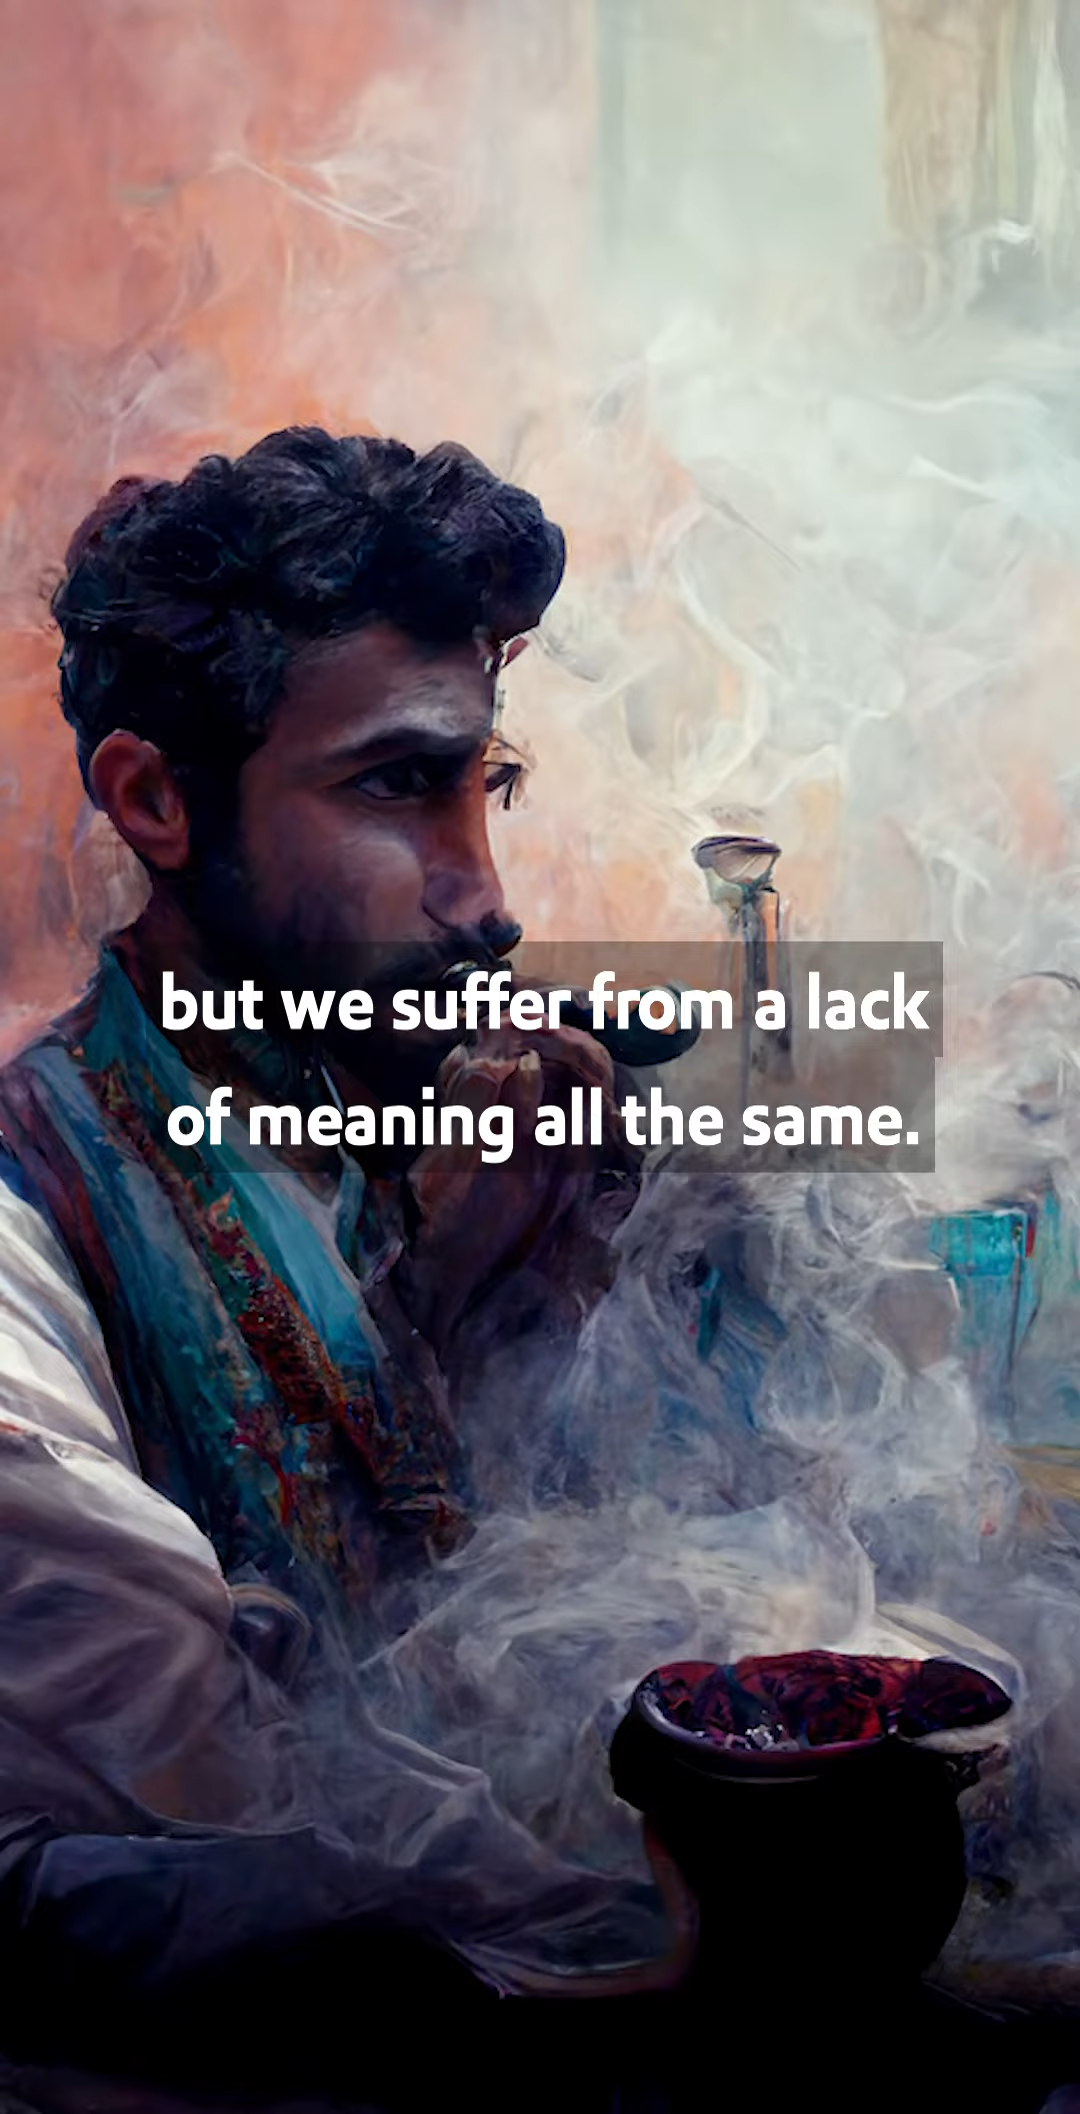 but we suffer from a lack
of meaning all the same.